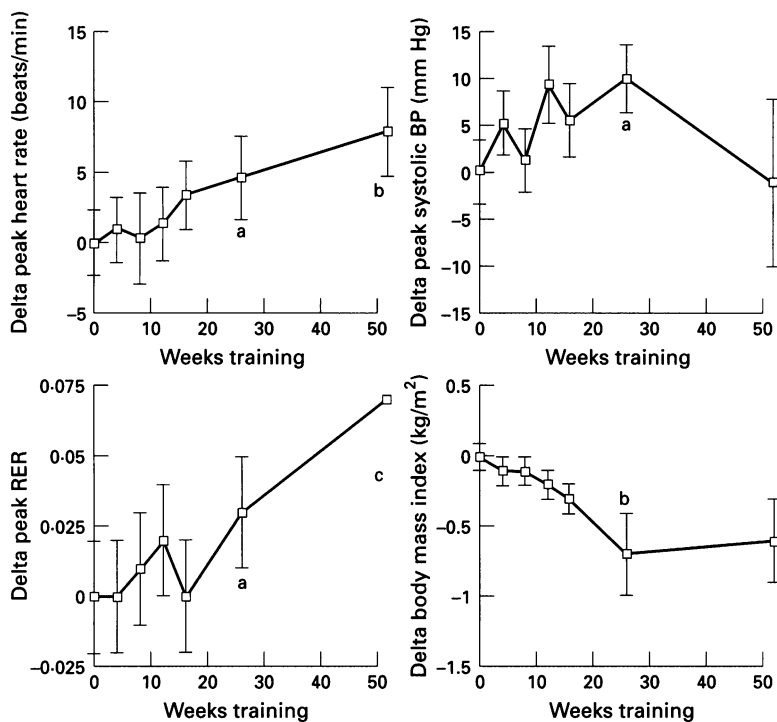 Delta peak heart rate (beats/min)
15
10
5
0
−5
a
b
0 10 20 30 40 50
Weeks training
Delta peak systolic BP (mm Hg)
15
10
5
0
−5
−10
−15
a
0 10 20 30 40 50
Weeks training
Delta peak RER
0·075
0·05
0·025
0
−0·025
a
c
0 10 20 30 40 50
Weeks training
Delta body mass index (kg/m²)
0.5
0
−0.5
−1
−1.5
b
0 10 20 30 40 50
Weeks training